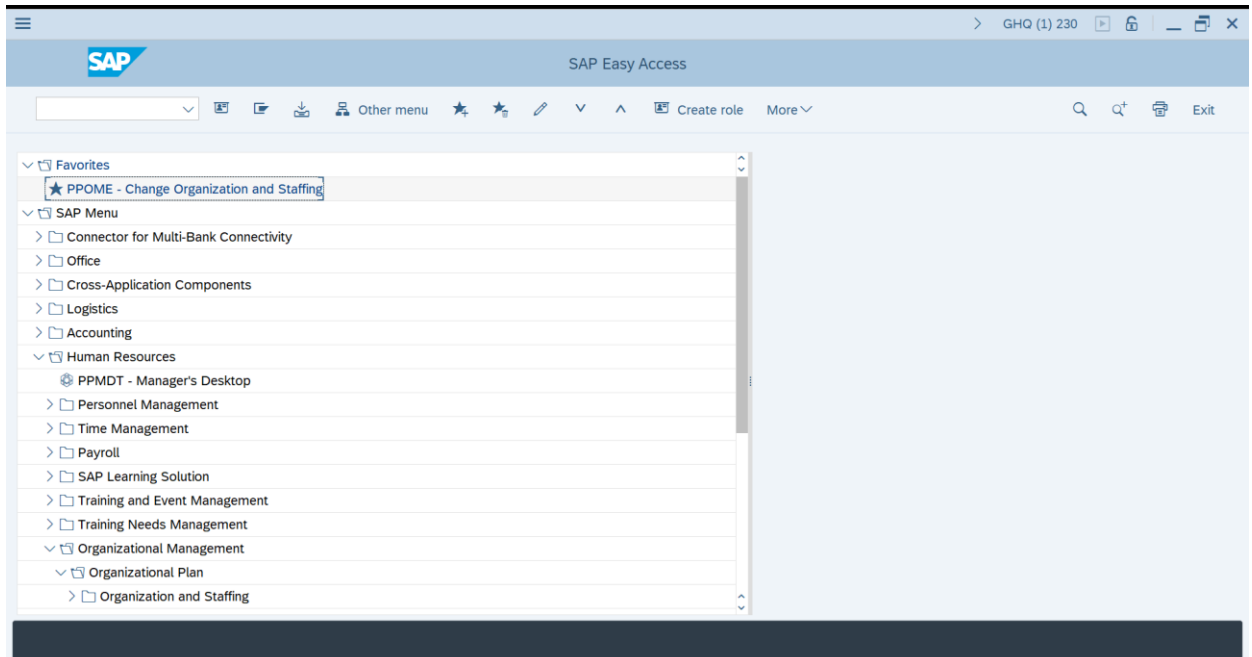 GHQ (1) 230
SAP
SAP Easy Access
Other menu Create role More Exit
Favorites
PPOME - Change Organization and Staffing
SAP Menu
Connector for Multi-Bank Connectivity
Office
Cross-Application Components
Logistics
Accounting
Human Resources
PPMDT - Manager's Desktop
Personnel Management
Time Management
Payroll
SAP Learning Solution
Training and Event Management
Training Needs Management
Organizational Management
Organizational Plan
Organization and Staffing